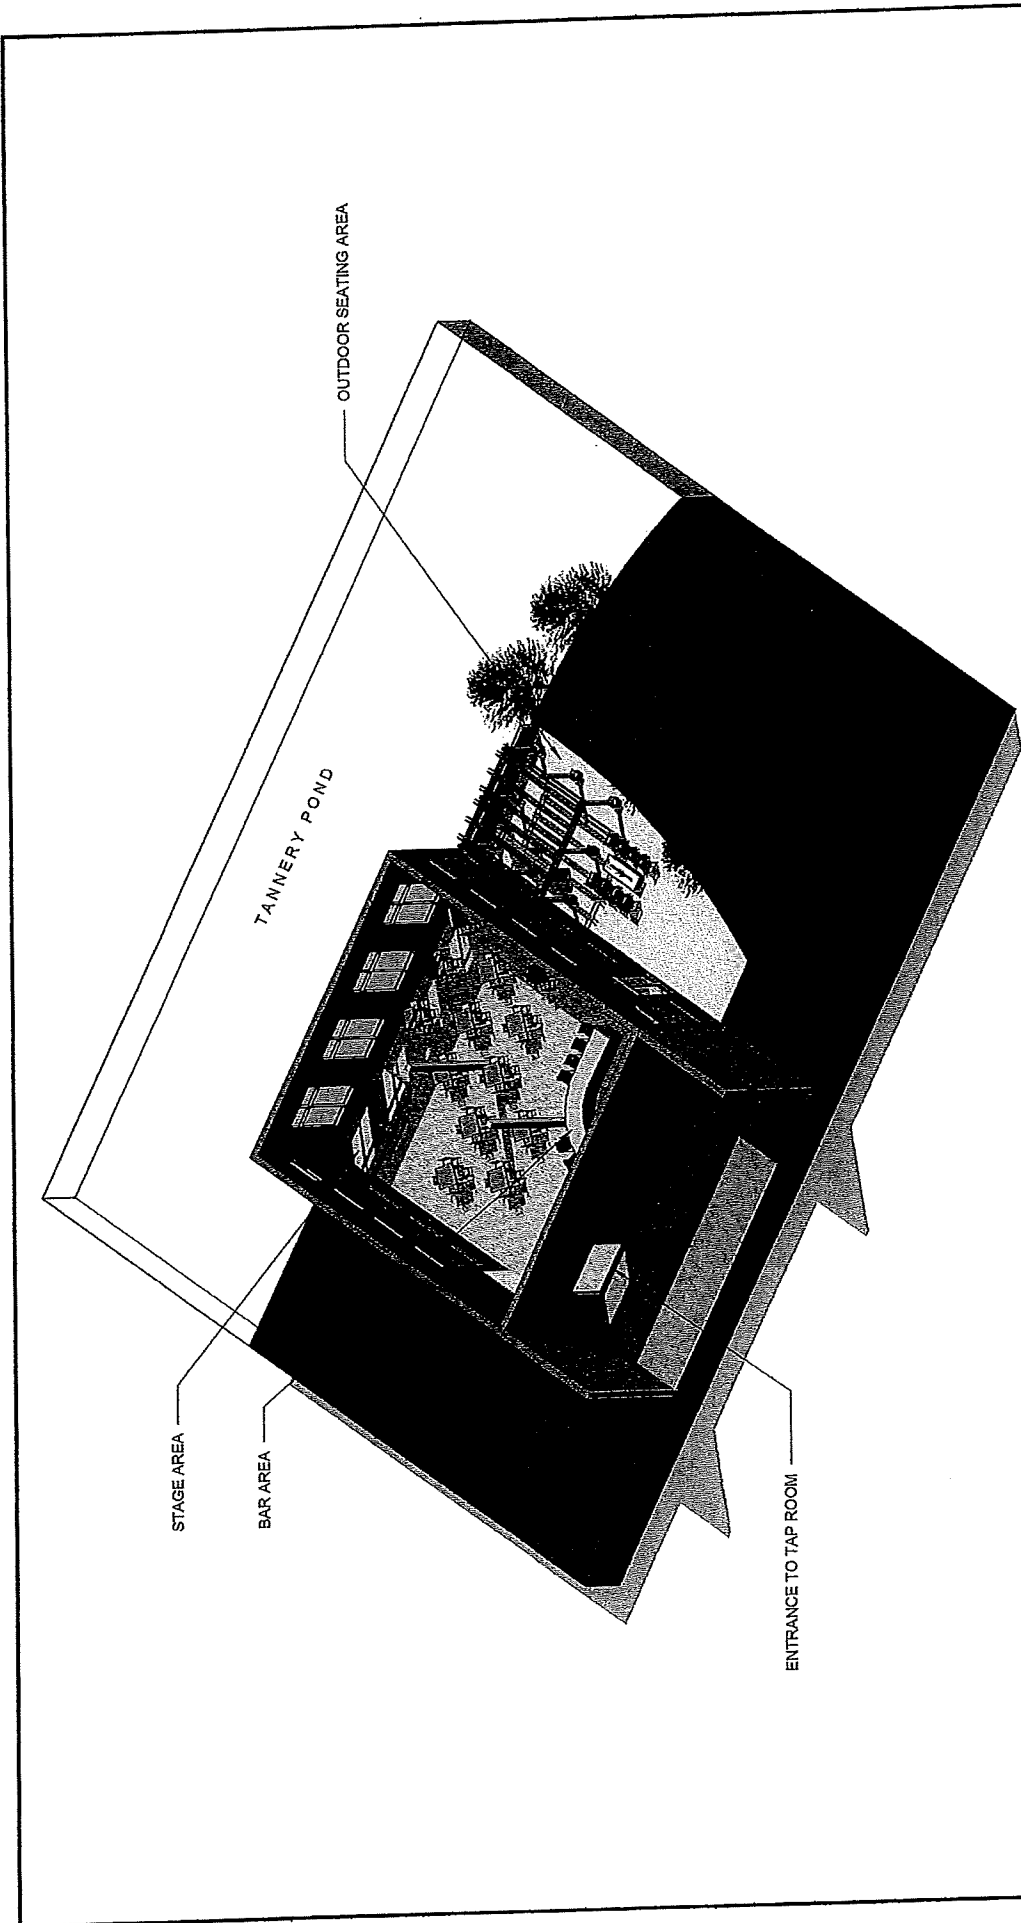 STAGE AREA
BAR AREA
TANNERY POND
OUTDOOR SEATING AREA
ENTRANCE TO TAP ROOM